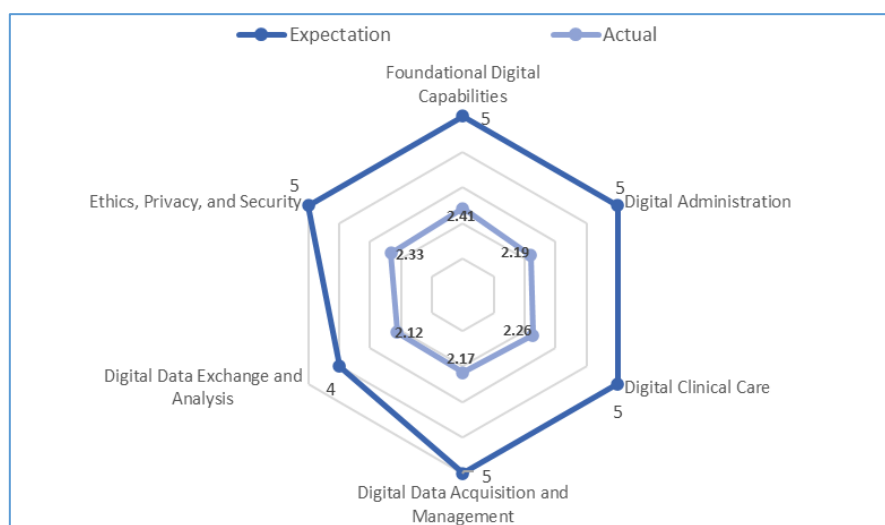 Expectation
Actual
Foundational Digital
Capabilities
5
5
5
Ethics, Privacy, and Security
Digital Administration
2.41
2.33
2.19
2.12
2.26
2.17
Digital Data Exchange and
Analysis
4
Digital Clinical Care
5
5
Digital Data Acquisition and
Management